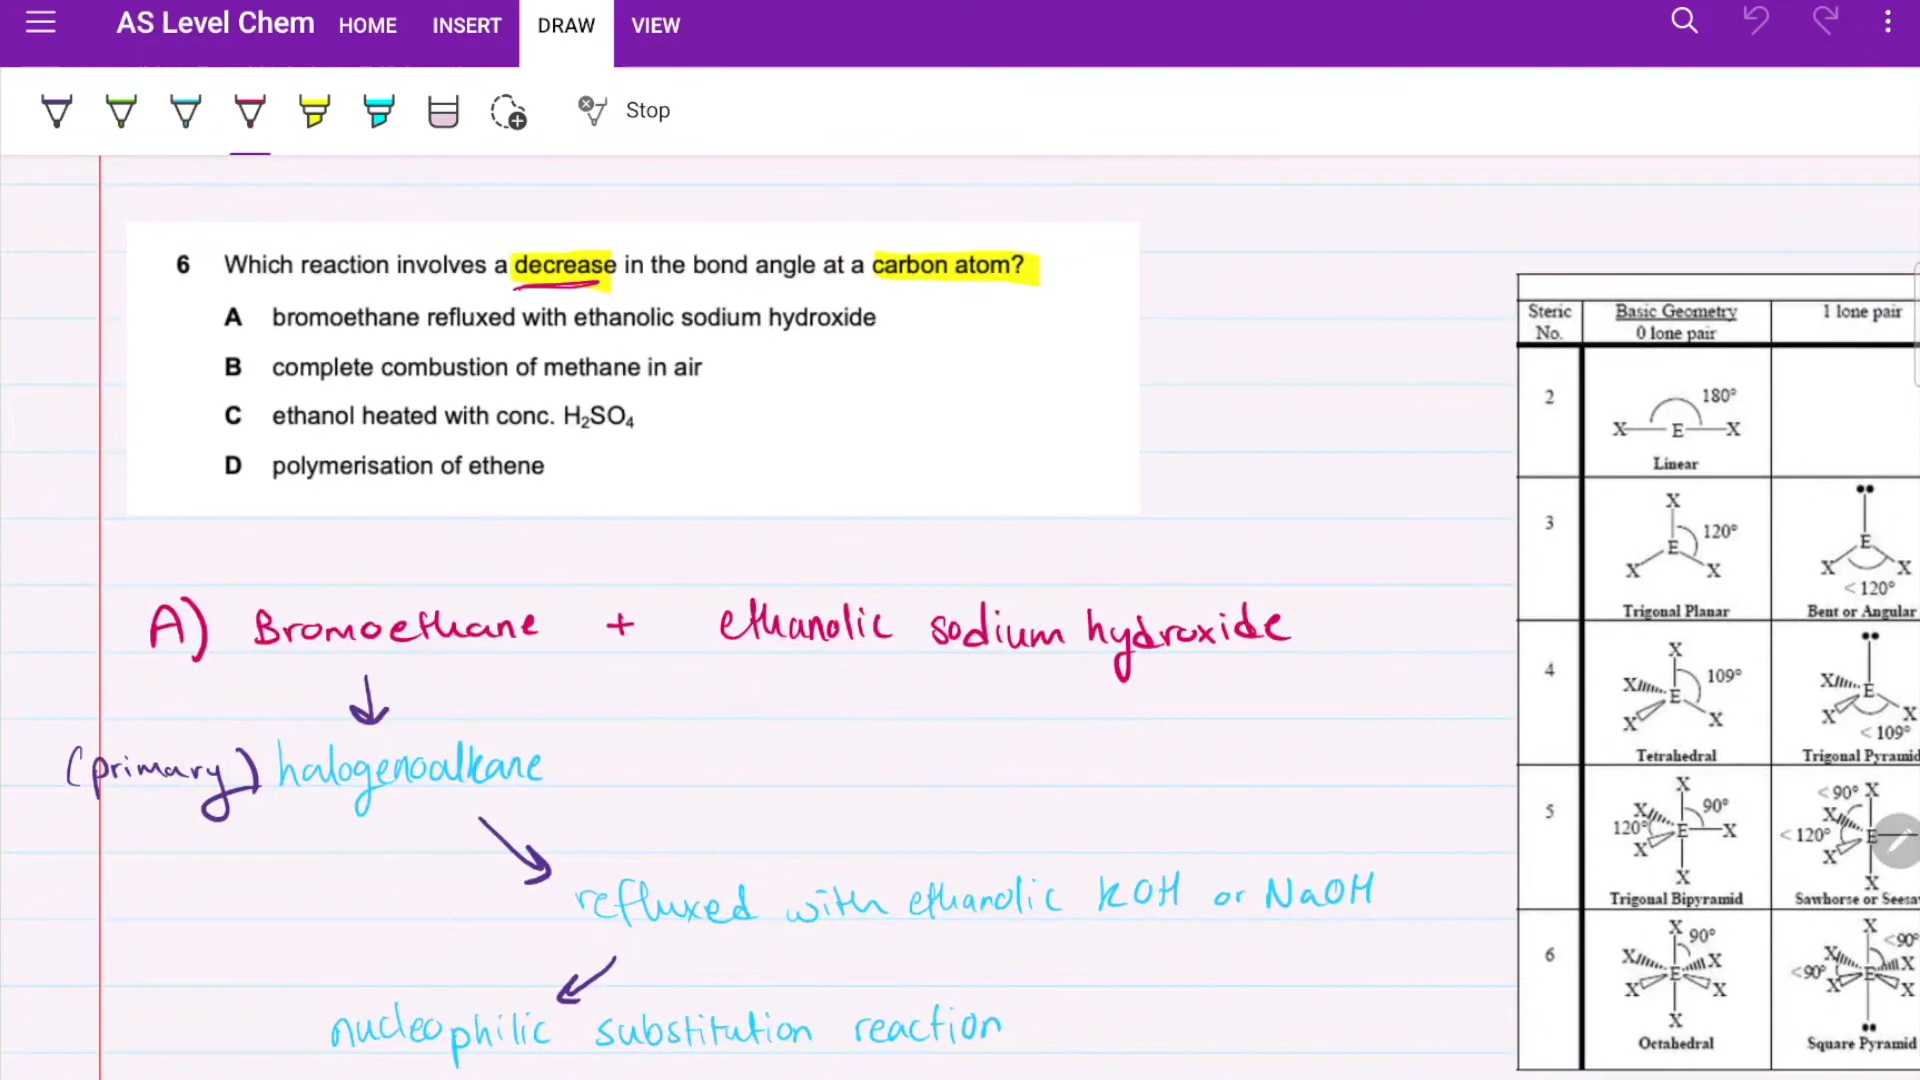 AS Level Chem HOME INSERT DRAW VIEW
Stop
6 Which reaction involves a decrease in the bond angle at a carbon atom?
A bromoethane refluxed with ethanolic sodium hydroxide
B complete combustion of methane in air
C ethanol heated with conc. H₂SO₄
D polymerisation of ethene
A) Bromoethane + ethanolic sodium hydroxide
(primary) halogenoalkane
refluxed with ethanolic KOH or NaOH
nucleophilic substitution reaction
Steric No. Basic Geometry 0 lone pair 1 lone pair
2 180°
X E X
Linear
3 X 120° E X X
E X X < 120°
Trigonal Planar Bent or Angular
4 X 109° X E X X
X E X X < 109°
Tetrahedral Trigonal Pyramid
5 X 90° X 120° E X X X
< 90° X X < 120° E X X
Trigonal Bipyramid Sawhorse or Seesaw
6 X 90° X X E X X X
X < 90° X X < 90° E X X
Octahedral Square Pyramid